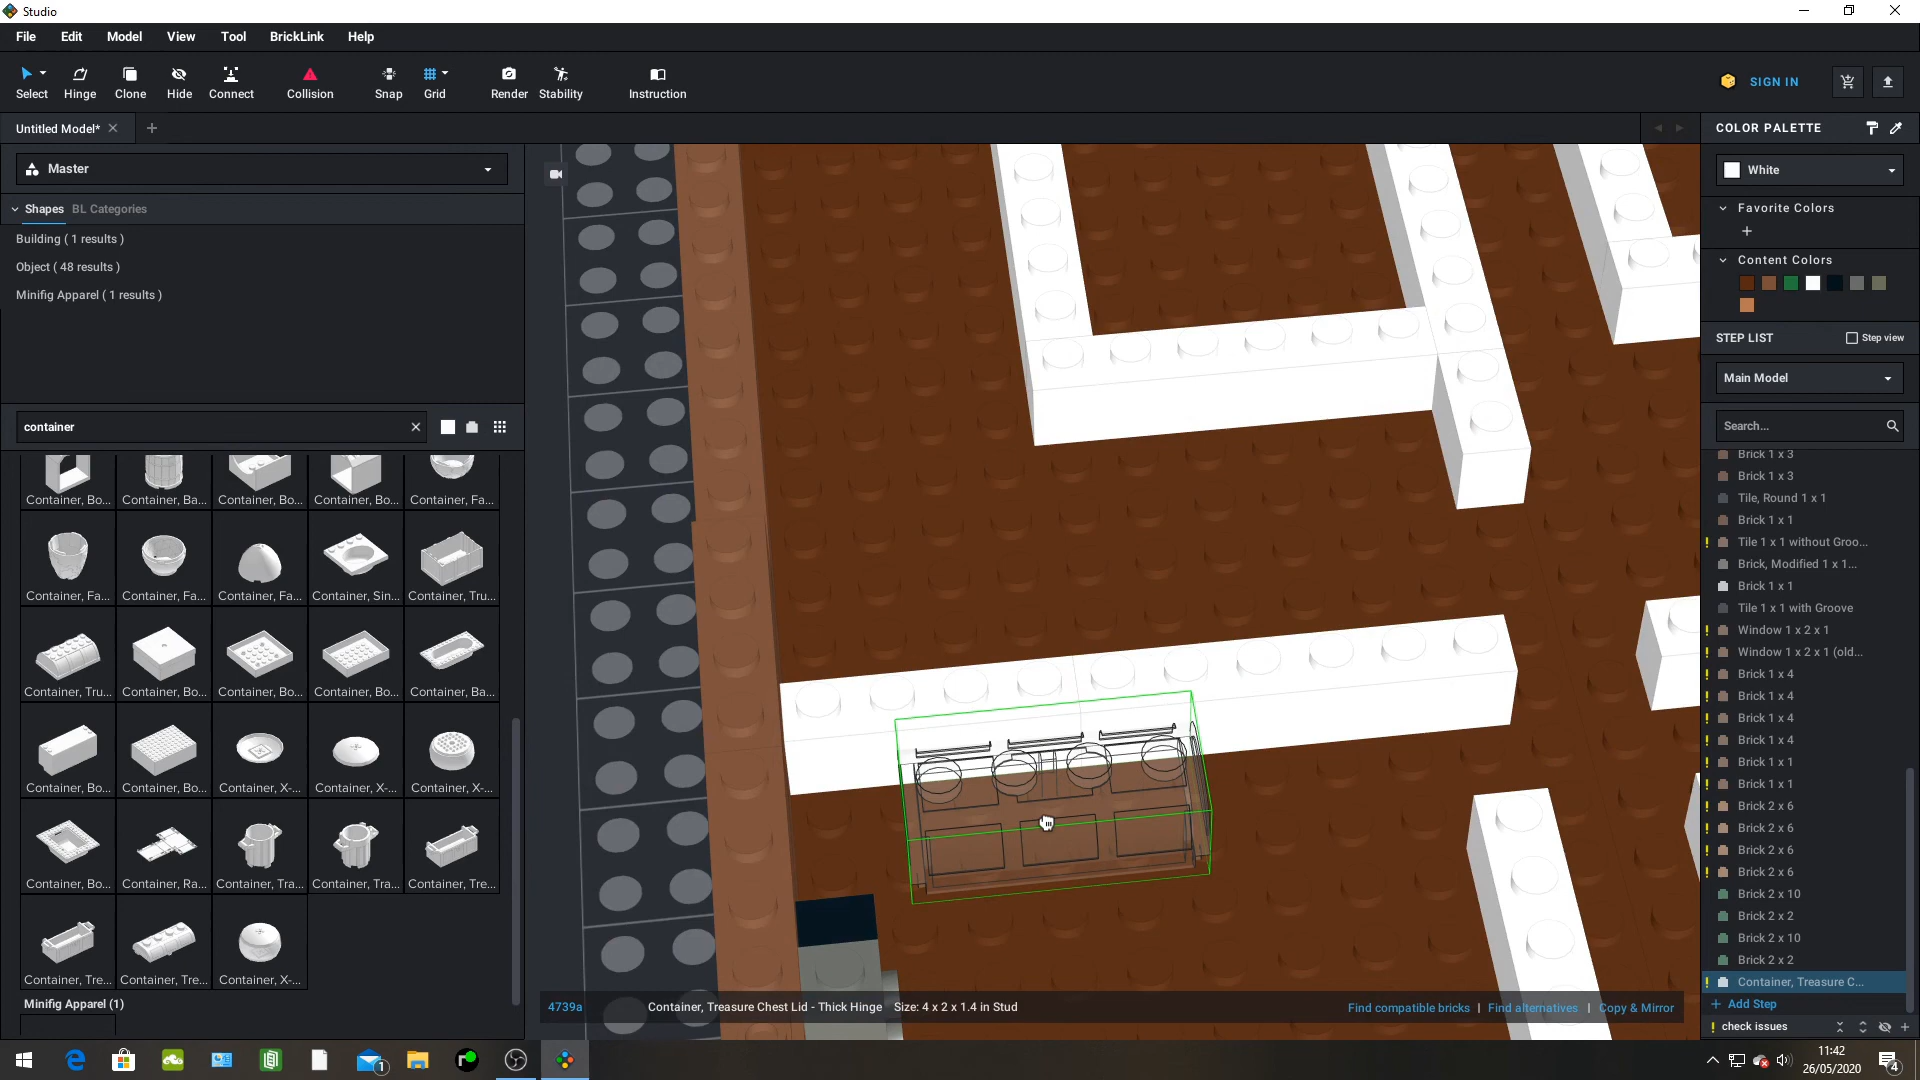 Studio
File Edit Model View Tool BrickLink Help
Select Hinge Clone Hide Connect Collision Snap Grid Render Stability Instruction
SIGN IN
Untitled Model*
COLOR PALETTE
Master
White
Shapes BL Categories
Favorite Colors
Building ( 1 results )
Object ( 48 results )
Content Colors
Minifig Apparel ( 1 results )
STEP LIST Step view
Main Model
container
Search...
Container, Bo... Container, Ba... Container, Bo... Container, Bo... Container, Fa...
Container, Fa... Container, Fa... Container, Fa... Container, Sin... Container, Tru...
Container, Tru... Container, Bo... Container, Bo... Container, Bo... Container, Ba...
Container, Bo... Container, Bo... Container, X-... Container, X-... Container, X-...
Container, Bo... Container, Ra... Container, Tra... Container, Tra... Container, Tre...
Container, Tre... Container, Tre... Container, X-...
Minifig Apparel (1)
Brick 1 x 3
Brick 1 x 3
Tile, Round 1 x 1
Brick 1 x 1
Tile 1 x 1 without Groo...
Brick, Modified 1 x 1...
Brick 1 x 1
Tile 1 x 1 with Groove
Window 1 x 2 x 1
Window 1 x 2 x 1 (old...
Brick 1 x 4
Brick 1 x 4
Brick 1 x 4
Brick 1 x 4
Brick 1 x 1
Brick 1 x 1
Brick 2 x 6
Brick 2 x 6
Brick 2 x 6
Brick 2 x 6
Brick 2 x 10
Brick 2 x 2
Brick 2 x 10
Brick 2 x 2
Container, Treasure C...
+ Add Step
! check issues
4739a Container, Treasure Chest Lid - Thick Hinge Size: 4 x 2 x 1.4 in Stud Find compatible bricks | Find alternatives | Copy & Mirror
1
11:42
26/05/2020
4